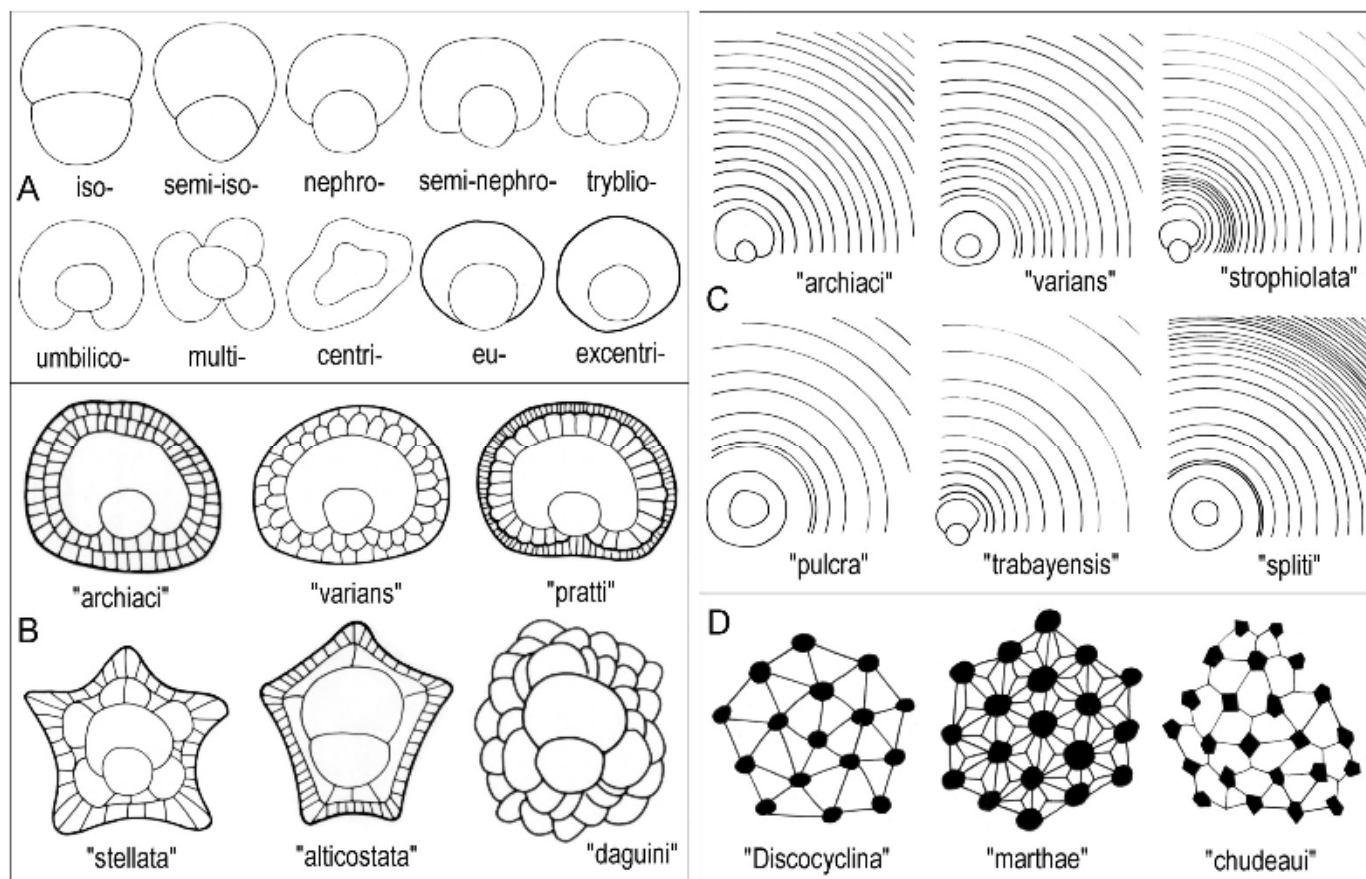 A
iso-
semi-iso-
nephro-
semi-nephro-
tryblio-
umbilico-
multi-
centri-
eu-
excentri-
B
"archiaci"
"varians"
"pratti"
"stellata"
"alticostata"
"daguini"
C
"archiaci"
"varians"
"strophiolata"
"pulcra"
"trabayensis"
"spliti"
D
"Discocyclina"
"marthae"
"chudeaui"